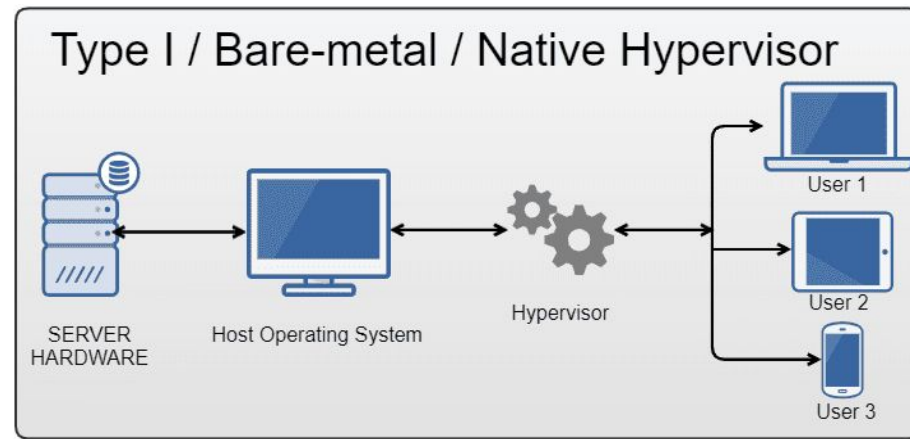 Type I / Bare-metal / Native Hypervisor
SERVER
HARDWARE
Host Operating System
Hypervisor
User 1
User 2
User 3